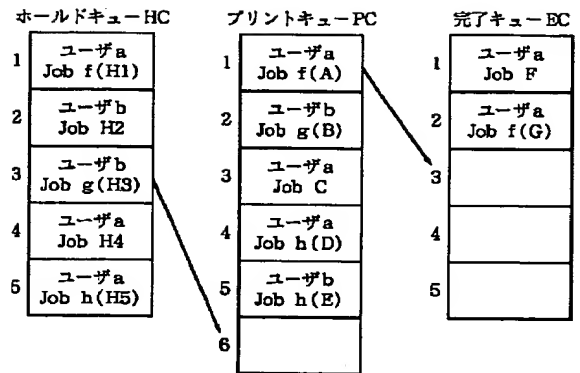 ホールドキューHC
1
ユーザa
Job f(H1)
2
ユーザb
Job H2
3
ユーザb
Job g(H3)
4
ユーザa
Job H4
5
ユーザa
Job h(H5)
プリントキューPC
1
ユーザa
Job f(A)
2
ユーザb
Job g(B)
3
ユーザa
Job C
4
ユーザa
Job h(D)
5
ユーザb
Job h(E)
6
完了キューEC
1
ユーザa
Job F
2
ユーザa
Job f(G)
3
4
5